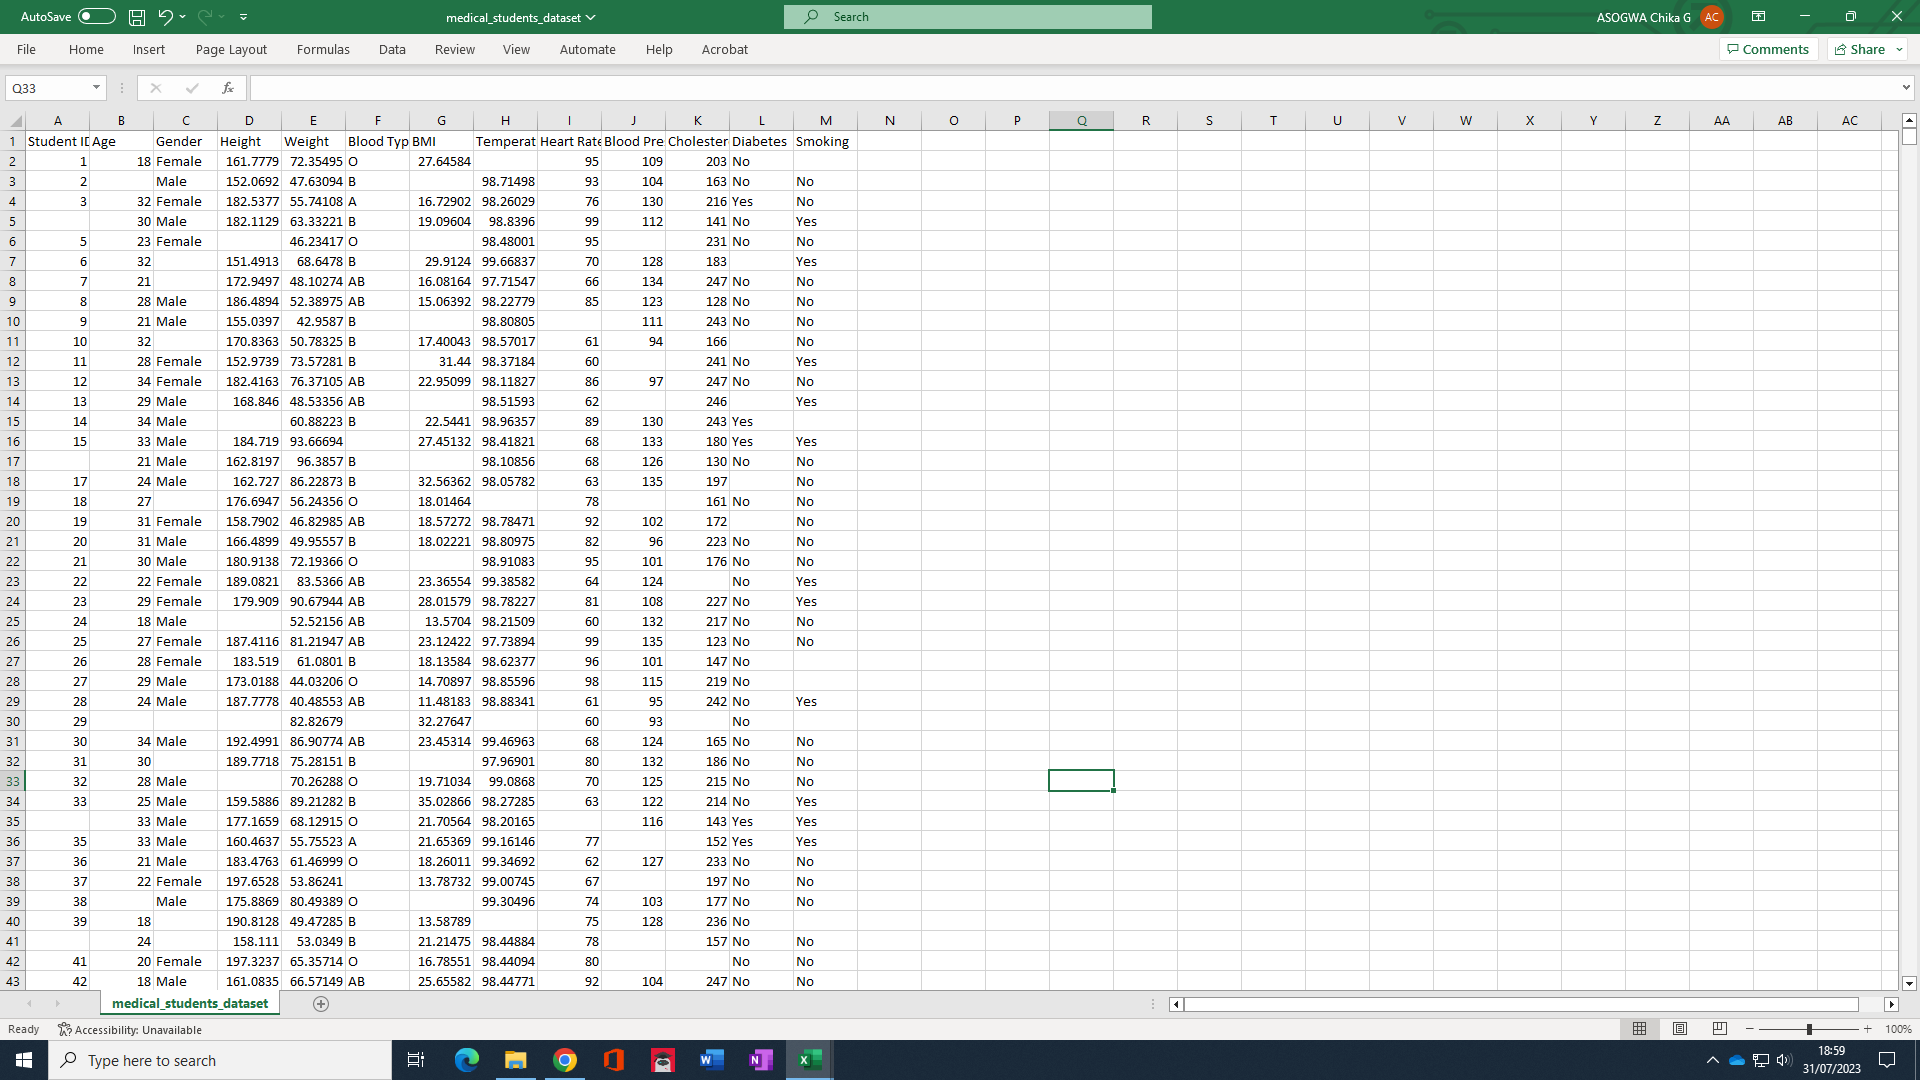 AutoSave medical_students_dataset Search ASOGWA Chika G AC
File Home Insert Page Layout Formulas Data Review View Automate Help Acrobat Comments Share
Q33 fx
A B C D E F G H I J K L M N O P Q R S T U V W X Y Z AA AB AC
1 Student ID Age Gender Height Weight Blood Typ BMI Temperat Heart Rate Blood Pre Cholester Diabetes Smoking
2 1 18 Female 161.7779 72.35495 O 27.64584 95 109 203 No
3 2 Male 152.0692 47.63094 B 98.71498 93 104 163 No No
4 3 32 Female 182.5377 55.74108 A 16.72902 98.26029 76 130 216 Yes No
5 30 Male 182.1129 63.33221 B 19.09604 98.8396 99 112 141 No Yes
6 5 23 Female 46.23417 O 98.48001 95 231 No No
7 6 32 151.4913 68.6478 B 29.9124 99.66837 70 128 183 Yes
8 7 21 172.9497 48.10274 AB 16.08164 97.71547 66 134 247 No No
9 8 28 Male 186.4894 52.38975 AB 15.06392 98.22779 85 123 128 No No
10 9 21 Male 155.0397 42.9587 B 98.80805 111 243 No No
11 10 32 170.8363 50.78325 B 17.40043 98.57017 61 94 166 No
12 11 28 Female 152.9739 73.57281 B 31.44 98.37184 60 241 No Yes
13 12 34 Female 182.4163 76.37105 AB 22.95099 98.11827 86 97 247 No No
14 13 29 Male 168.846 48.53356 AB 98.51593 62 246 Yes
15 14 34 Male 60.88223 B 22.5441 98.96357 89 130 243 Yes
16 15 33 Male 184.719 93.66694 27.45132 98.41821 68 133 180 Yes Yes
17 21 Male 162.8197 96.3857 B 98.10856 68 126 130 No No
18 17 24 Male 162.727 86.22873 B 32.56362 98.05782 63 135 197 No
19 18 27 176.6947 56.24356 O 18.01464 78 161 No No
20 19 31 Female 158.7902 46.82985 AB 18.57272 98.78471 92 102 172 No
21 20 31 Male 166.4899 49.95557 B 18.02221 98.80975 82 96 223 No No
22 21 30 Male 180.9138 72.19366 O 98.91083 95 101 176 No No
23 22 22 Female 189.0821 83.5366 AB 23.36554 99.38582 64 124 No Yes
24 23 29 Female 179.909 90.67944 AB 28.01579 98.78227 81 108 227 No Yes
25 24 18 Male 52.52156 AB 13.5704 98.21509 60 132 217 No No
26 25 27 Female 187.4116 81.21947 AB 23.12422 97.73894 99 135 123 No No
27 26 28 Female 183.519 61.0801 B 18.13584 98.62377 96 101 147 No
28 27 29 Male 173.0188 44.03206 O 14.70897 98.85596 98 115 219 No
29 28 24 Male 187.7778 40.48553 AB 11.48183 98.88341 61 95 242 No Yes
30 29 82.82679 32.27647 60 93 No
31 30 34 Male 192.4991 86.90774 AB 23.45314 99.46963 68 124 165 No No
32 31 30 189.7718 75.28151 B 97.96901 80 132 186 No No
33 32 28 Male 70.26288 O 19.71034 99.0868 70 125 215 No No
34 33 25 Male 159.5886 89.21282 B 35.02866 98.27285 63 122 214 No Yes
35 33 Male 177.1659 68.12915 O 21.70564 98.20165 116 143 Yes Yes
36 35 33 Male 160.4637 55.75523 A 21.65369 99.16146 77 152 Yes Yes
37 36 21 Male 183.4763 61.46999 O 18.26011 99.34692 62 127 233 No No
38 37 22 Female 197.6528 53.86241 13.78732 99.00745 67 197 No No
39 38 Male 175.8869 80.49389 O 99.30496 74 103 177 No No
40 39 18 190.8128 49.47285 B 13.58789 75 128 236 No
41 24 158.111 53.0349 B 21.21475 98.44884 78 157 No No
42 41 20 Female 197.3237 65.35714 O 16.78551 98.44094 80 No No
43 42 18 Male 161.0835 66.57149 AB 25.65582 98.44771 92 104 247 No No
medical_students_dataset
Ready Accessibility: Unavailable 100%
Type here to search 18:59
31/07/2023